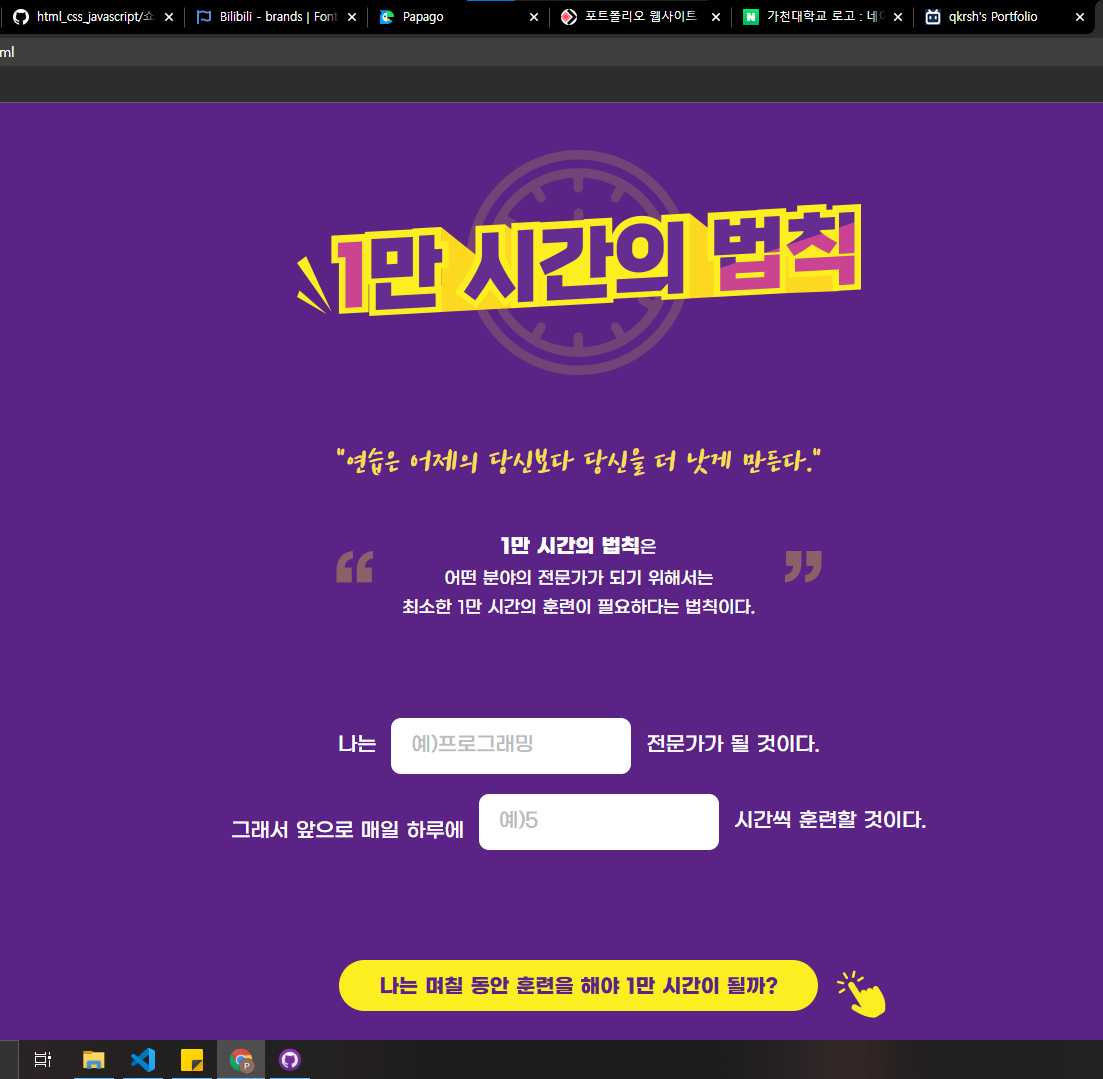 html_css_javascript/쇼
Bilibili - brands | Font
Papago
포트폴리오 웹사이트
가천대학교 로고 : 네이
qkrsh's Portfolio
ml
1만 시간의 법칙
"연습은 어제의 당신보다 당신을 더 낫게 만든다."
“ 1만 시간의 법칙은 ”
어떤 분야의 전문가가 되기 위해서는
최소한 1만 시간의 훈련이 필요하다는 법칙이다.
나는 예)프로그래밍 전문가가 될 것이다.
그래서 앞으로 매일 하루에 예)5 시간씩 훈련할 것이다.
나는 며칠 동안 훈련을 해야 1만 시간이 될까?
P